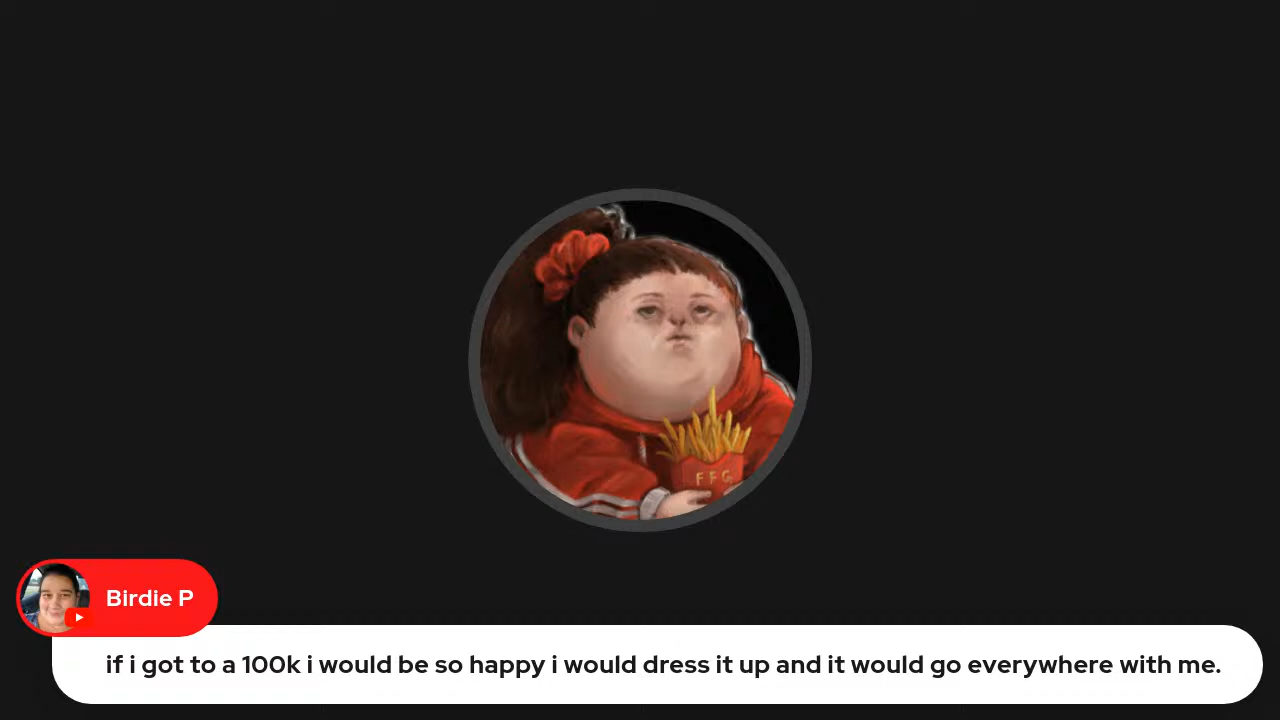 FFG
Birdie P
if i got to a 100k i would be so happy i would dress it up and it would go everywhere with me.